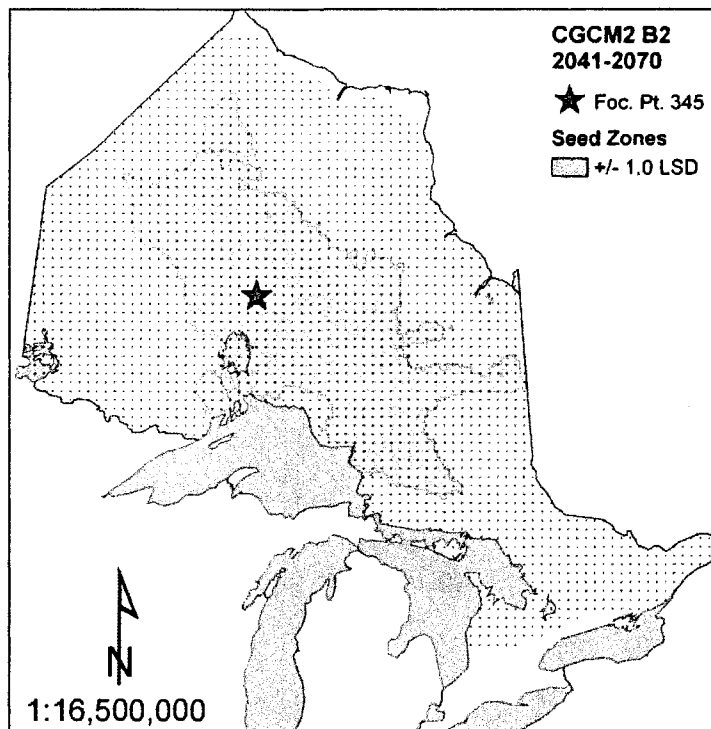 CGCM2 B2
2041-2070
Foc. Pt. 345
Seed Zones
+/- 1.0 LSD
N
1:16,500,000